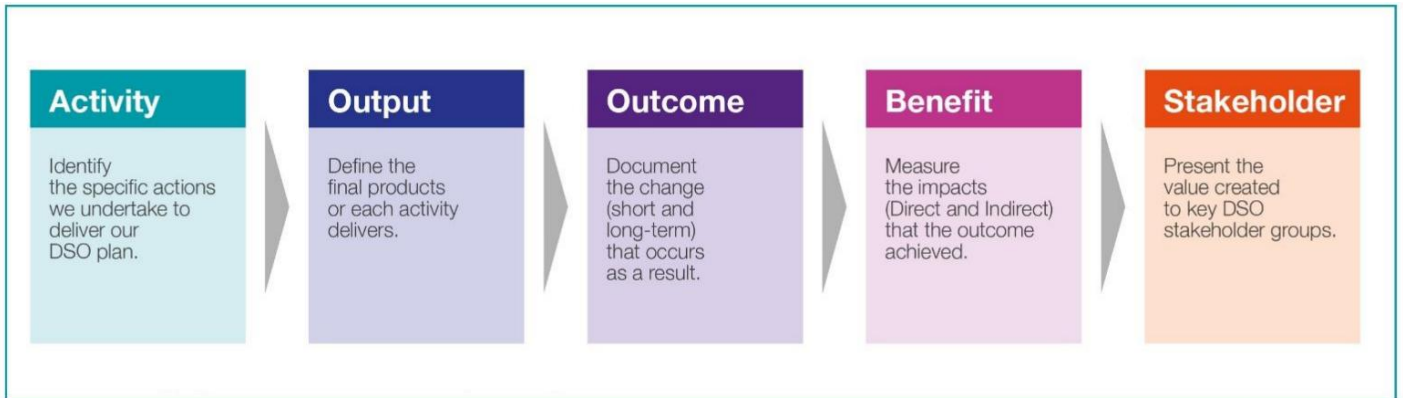 Activity
Identify
the specific actions
we undertake to
deliver our
DSO plan.
Output
Define the
final products
or each activity
delivers.
Outcome
Document
the change
(short and
long-term)
that occurs
as a result.
Benefit
Measure
the impacts
(Direct and Indirect)
that the outcome
achieved.
Stakeholder
Present the
value created
to key DSO
stakeholder groups.